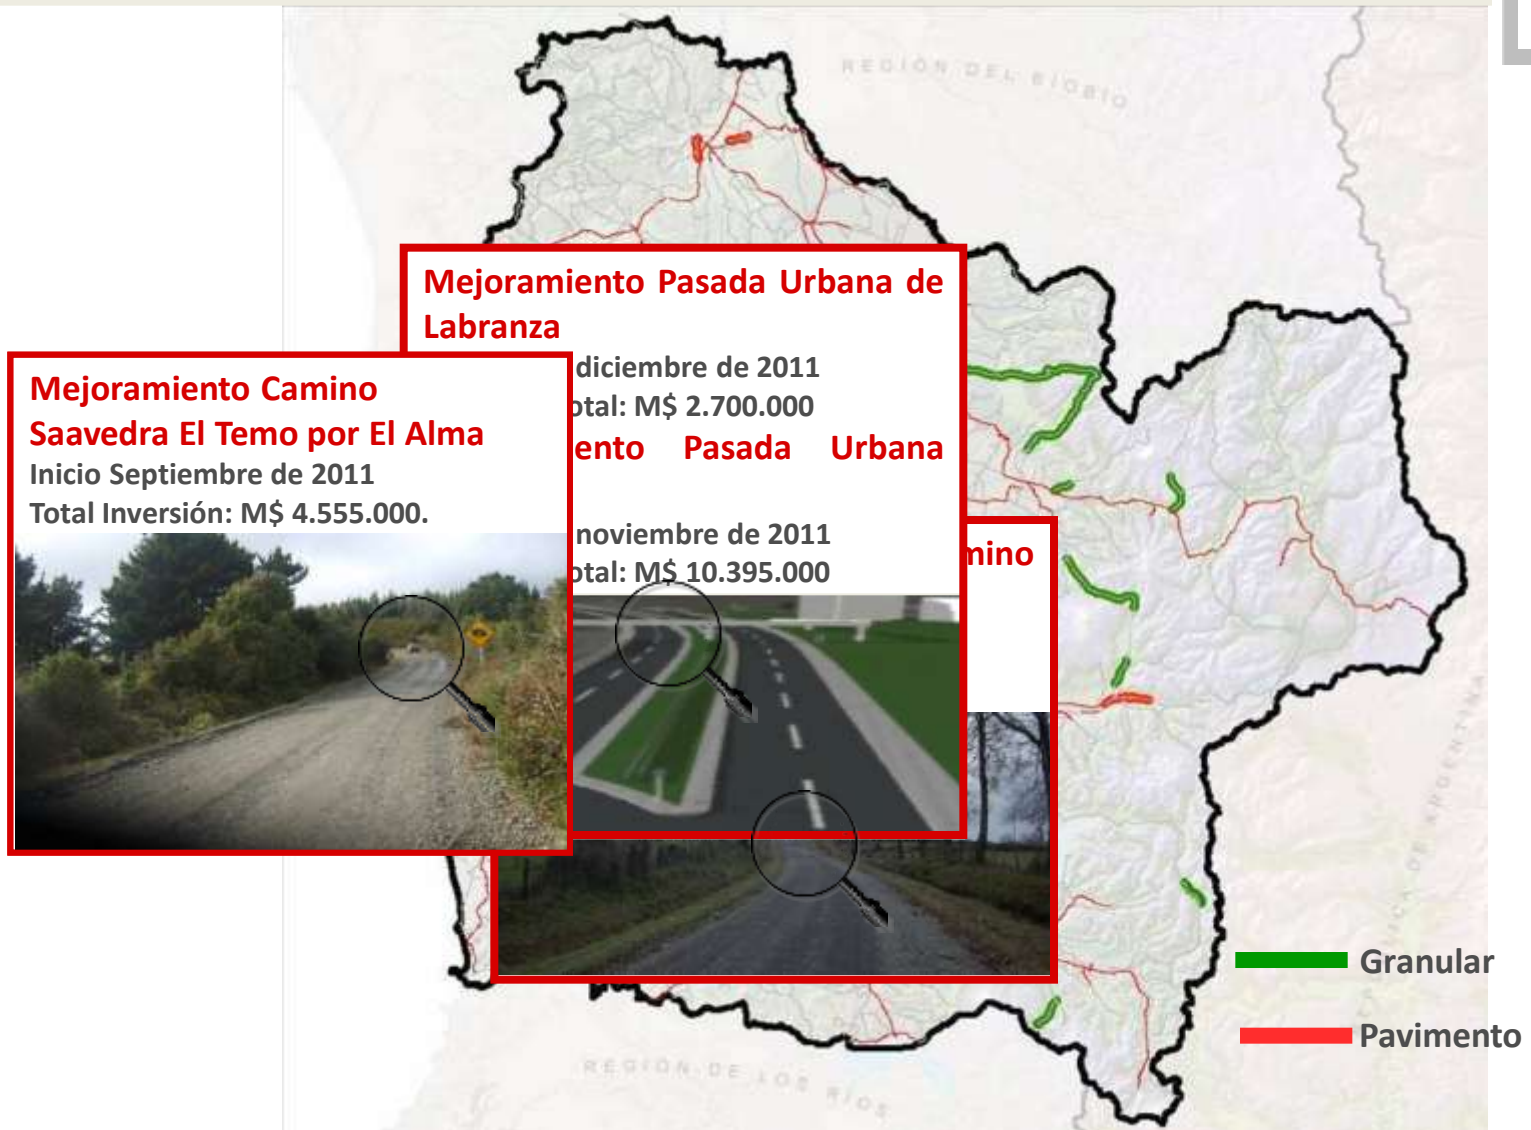 REGIÓN DEL BIOBIO
Mejoramiento Pasada Urbana de
Labranza
diciembre de 2011
otal: M$ 2.700.000
ento Pasada Urbana
noviembre de 2011
otal: M$ 10.395.000
Mejoramiento Camino
Saavedra El Temo por El Alma
Inicio Septiembre de 2011
Total Inversión: M$ 4.555.000.
mino
ARGENTINA
Granular
Pavimento
REGIÓN DE LOS RIOS